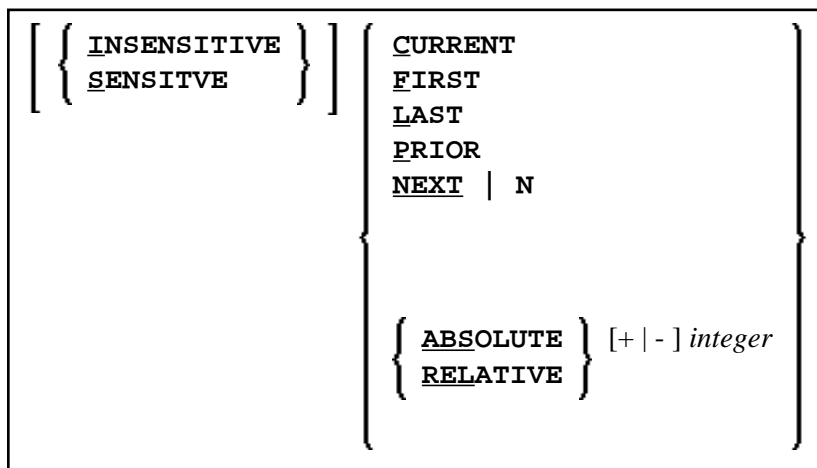 INSENSITIVE
SENSITVE
CURRENT
FIRST
LAST
PRIOR
NEXT | N
ABSOLUTE
RELATIVE
[+ | - ] integer